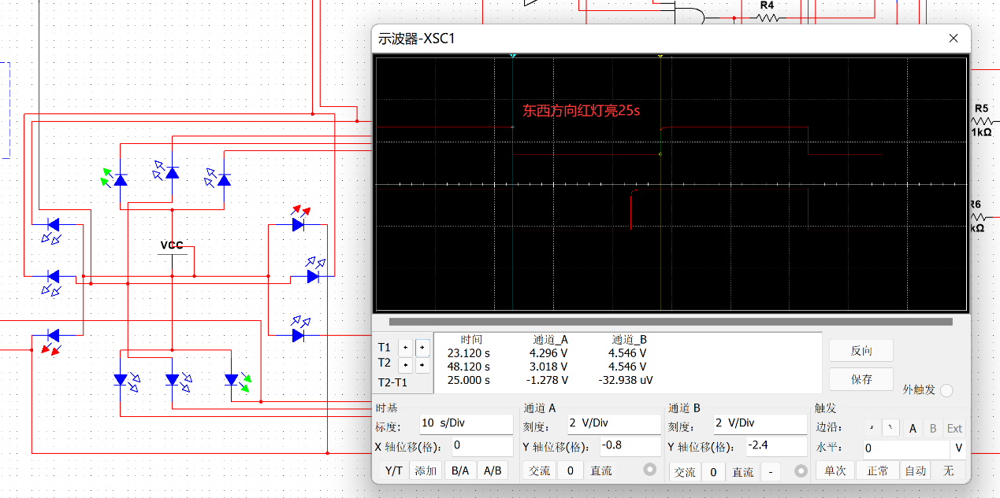 R4
示波器-XSC1
东西方向红灯亮25s
R5
1kΩ
R6
kΩ
VCC
时间 通道_A 通道_B
T1 23.120 s 4.296 V 4.546 V
T2 48.120 s 3.018 V 4.546 V
T2-T1 25.000 s -1.278 V -32.938 uV
反向
保存
外触发
时基 通道 A 通道 B 触发
标度: 10 s/Div 刻度: 2 V/Div 刻度: 2 V/Div 边沿: A B Ext
X 轴位移(格): 0 Y 轴位移(格): -0.8 Y 轴位移(格): -2.4 水平: 0 V
Y/T 添加 B/A A/B 交流 0 直流 交流 0 直流 - 单次 正常 自动 无